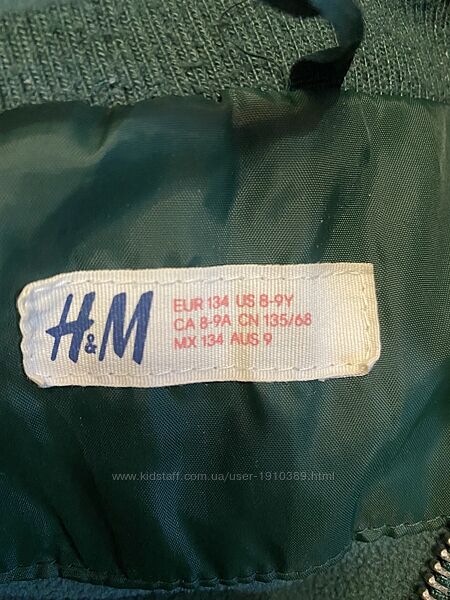 H&M
EUR 134 US 8-9Y
CA 8-9A CN 135/68
MX 134 AUS 9
www.kidstaff.com.ua/user-1910389.html